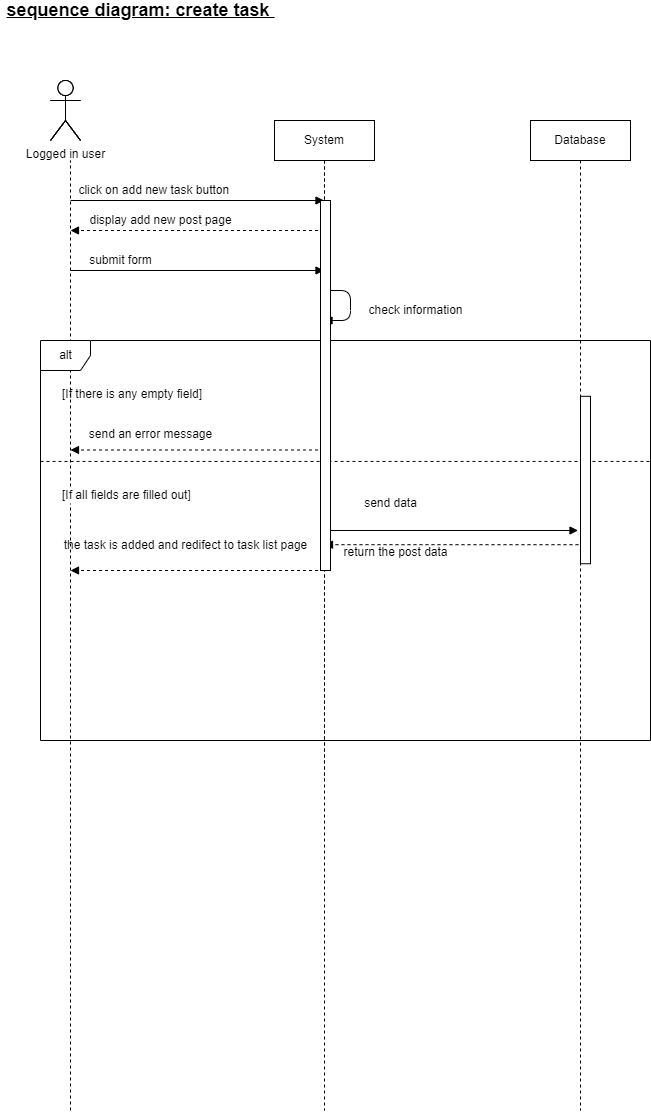 sequence diagram: create task
Logged in user
System
Database
click on add new task button
display add new post page
submit form
check information
alt
[If there is any empty field]
send an error message
[If all fields are filled out]
send data
the task is added and redifect to task list page
return the post data